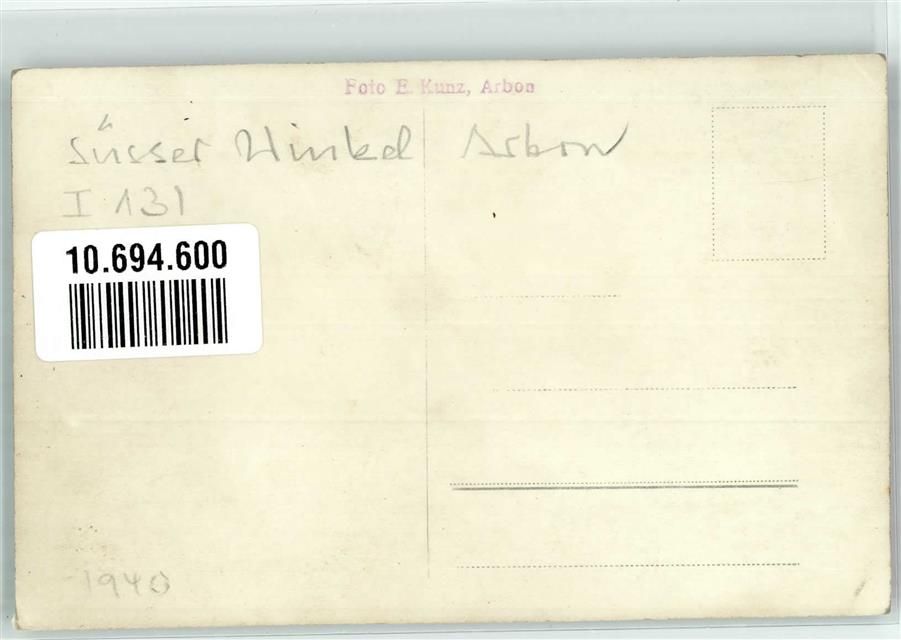 Foto E. Kunz, Arbon
Süsser Winkel Arbon
I 131
10.694.600
1940